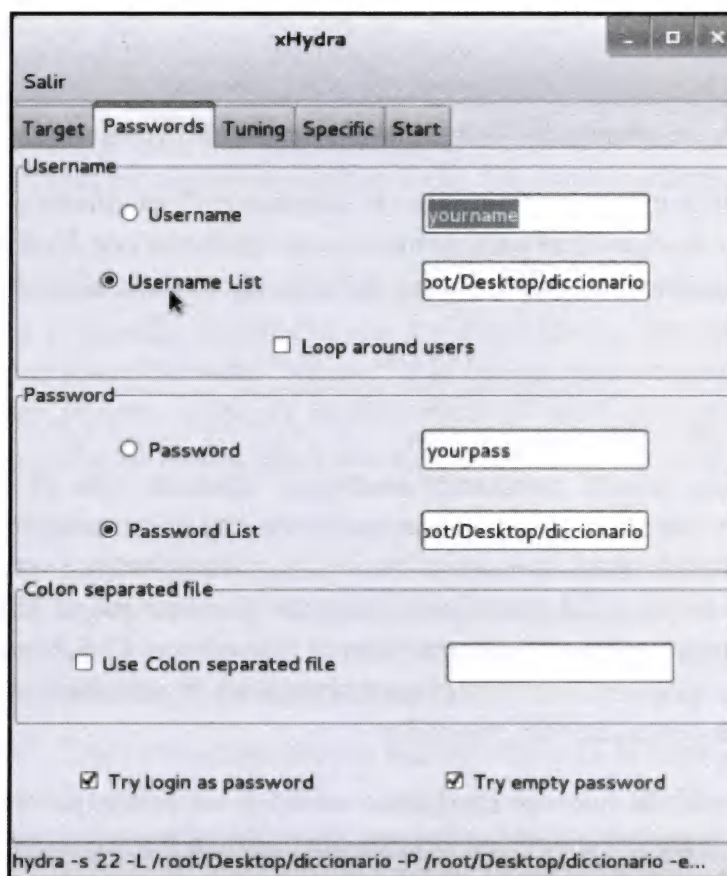 xHydra
Salir
Target Passwords Tuning Specific Start
Username
Username yourname
Username List oot/Desktop/diccionario
Loop around users
Password
Password yourpass
Password List oot/Desktop/diccionario
Colon separated file
Use Colon separated file
Try login as password Try empty password
hydra -s 22 -L /root/Desktop/diccionario -P /root/Desktop/diccionario -e...